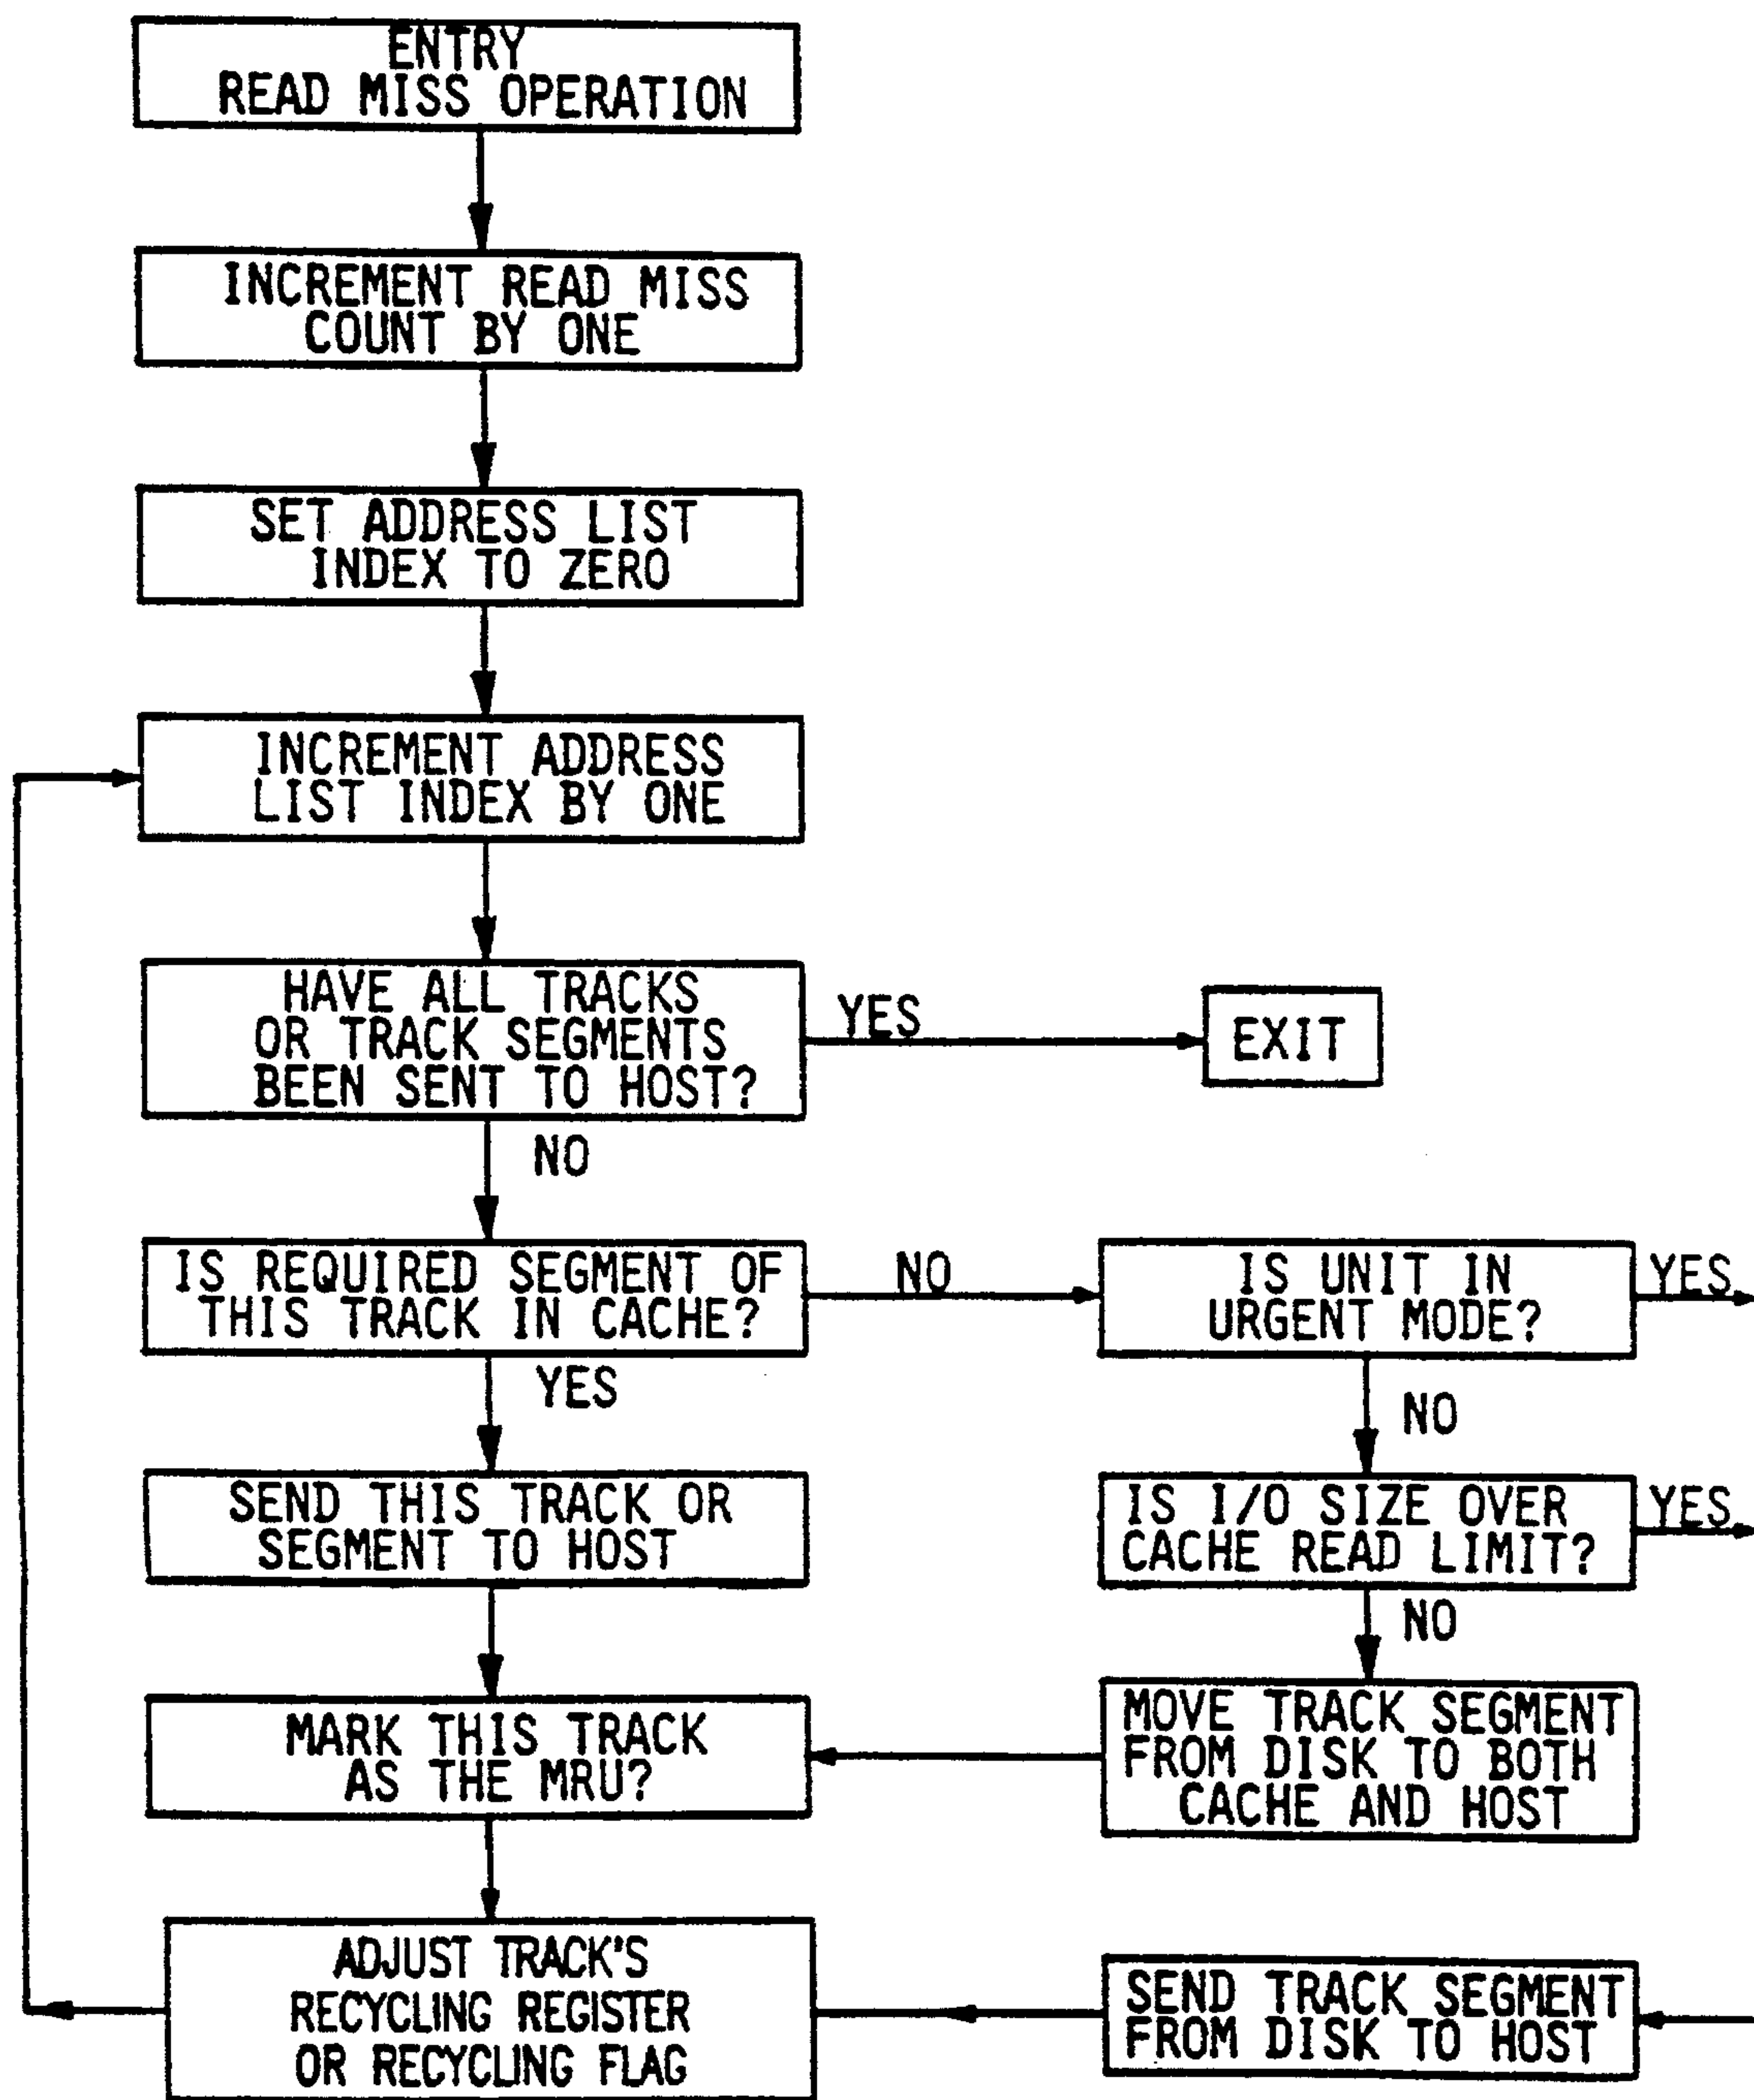 ENTRY
READ MISS OPERATION
INCREMENT READ MISS
COUNT BY ONE
SET ADDRESS LIST
INDEX TO ZERO
INCREMENT ADDRESS
LIST INDEX BY ONE
HAVE ALL TRACKS
OR TRACK SEGMENTS
BEEN SENT TO HOST?
YES
EXIT
NO
IS REQUIRED SEGMENT OF
THIS TRACK IN CACHE?
NO
IS UNIT IN
URGENT MODE?
YES
YES
NO
SEND THIS TRACK OR
SEGMENT TO HOST
IS I/O SIZE OVER
CACHE READ LIMIT?
YES
NO
MARK THIS TRACK
AS THE MRU?
MOVE TRACK SEGMENT
FROM DISK TO BOTH
CACHE AND HOST
ADJUST TRACK'S
RECYCLING REGISTER
OR RECYCLING FLAG
SEND TRACK SEGMENT
FROM DISK TO HOST